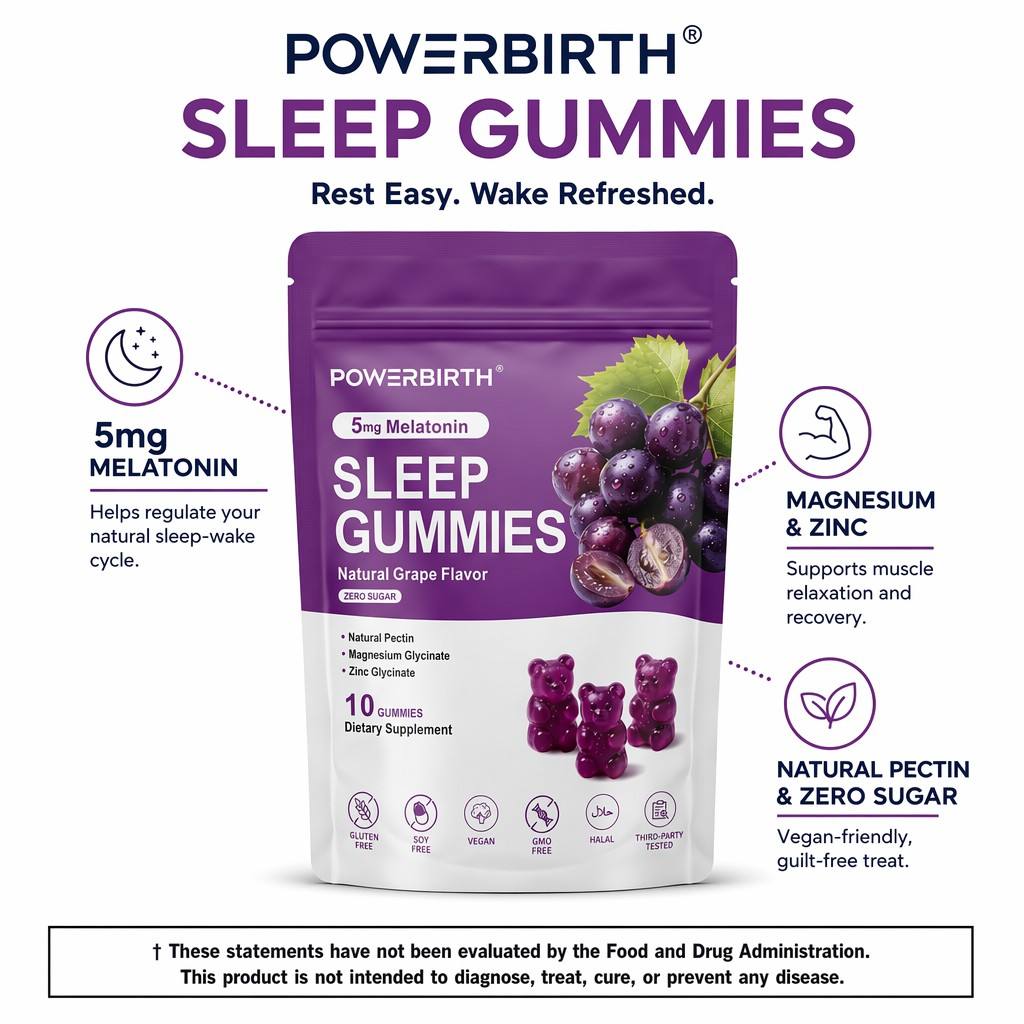 POWERBIRTH®
SLEEP GUMMIES
Rest Easy. Wake Refreshed.
5mg
MELATONIN
Helps regulate your
natural sleep-wake
cycle.
POWERBIRTH®
5mg Melatonin
SLEEP
GUMMIES
Natural Grape Flavor
ZERO SUGAR
• Natural Pectin
• Magnesium Glycinate
• Zinc Glycinate
10 GUMMIES
Dietary Supplement
GLUTEN
FREE
SOY
FREE
VEGAN
GMO
FREE
حلال
HALAL
THIRD-PARTY
TESTED
MAGNESIUM
& ZINC
Supports muscle
relaxation and
recovery.
NATURAL PECTIN
& ZERO SUGAR
Vegan-friendly,
guilt-free treat.
† These statements have not been evaluated by the Food and Drug Administration.
This product is not intended to diagnose, treat, cure, or prevent any disease.